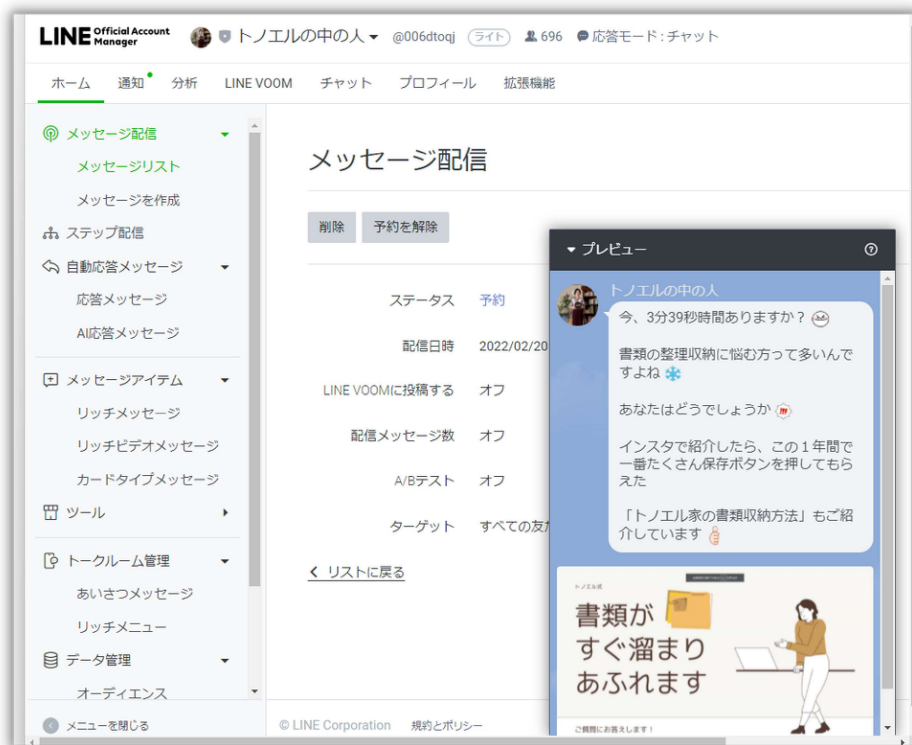 LINE Official Account Manager
トノエルの中の人 @006dtoqj ライト 696 応答モード : チャット
ホーム 通知 分析 LINE VOOM チャット プロフィール 拡張機能
メッセージ配信
メッセージリスト
メッセージを作成
ステップ配信
自動応答メッセージ
応答メッセージ
AI応答メッセージ
メッセージアイテム
リッチメッセージ
リッチビデオメッセージ
カードタイプメッセージ
ツール
トークルーム管理
あいさつメッセージ
リッチメニュー
データ管理
オーディエンス
メニューを閉じる
メッセージ配信
削除 予約を解除
ステータス 予約
配信日時 2022/02/20
LINE VOOMに投稿する オフ
配信メッセージ数 オフ
A/Bテスト オフ
ターゲット すべての友だ
リストに戻る
© LINE Corporation 規約とポリシー
プレビュー
トノエルの中の人
今、3分39秒時間ありますか？
書類の整理収納に悩む方って多いんで
すよね
あなたはどうでしょうか
インスタで紹介したら、この１年間で
一番たくさん保存ボタンを押してもら
えた
「トノエル家の書類収納方法」もご紹
介しています
トノエル式
書類が
すぐ溜まり
あふれます
ご質問にお答えします！